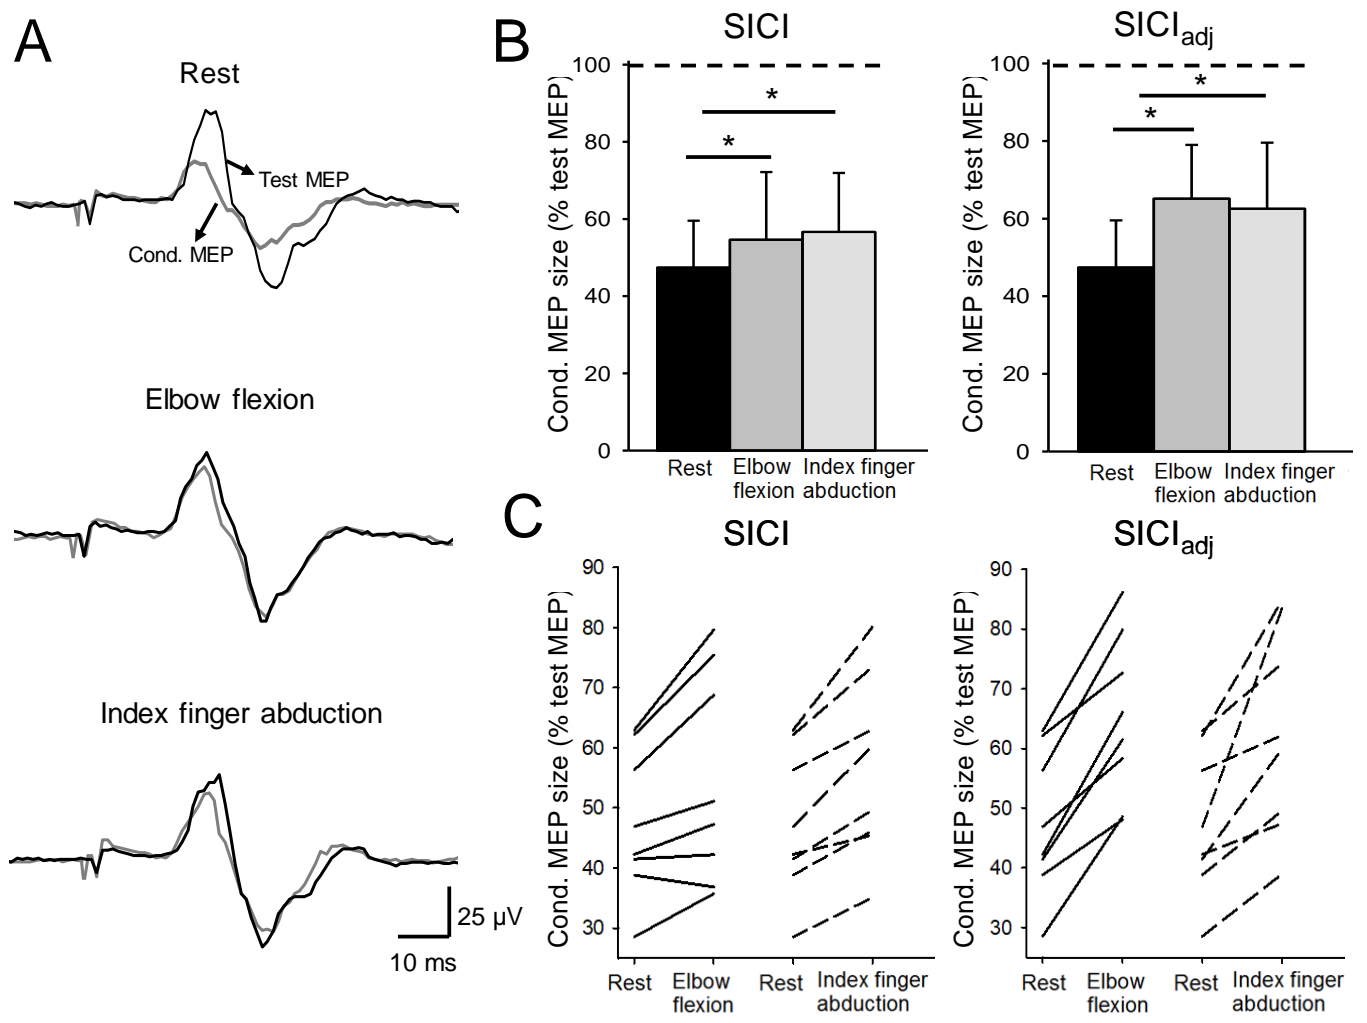 A
Rest
Test MEP
Cond. MEP
Elbow flexion
Index finger abduction
25 µV
10 ms
B
SICI
Cond. MEP size (% test MEP)
100
80
60
40
20
0
*
*
Rest
Elbow
flexion
Index finger
abduction
SICIadj
Cond. MEP size (% test MEP)
100
80
60
40
20
0
*
*
Rest
Elbow
flexion
Index finger
abduction
C
SICI
Cond. MEP size (% test MEP)
90
80
70
60
50
40
30
Rest
Elbow
flexion
Rest
Index finger
abduction
SICIadj
Cond. MEP size (% test MEP)
90
80
70
60
50
40
30
Rest
Elbow
flexion
Rest
Index finger
abduction